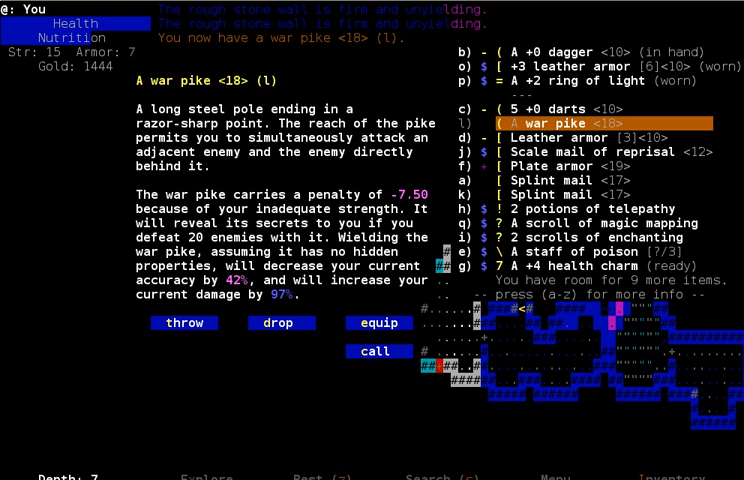 @: You
The rough stone wall is firm and unyielding.
Health
The rough stone wall is firm and unyielding.
Nutrition
You now have a war pike <18> (l).
Str: 15 Armor: 7
Gold: 1444
A war pike <18> (l)
A long steel pole ending in a
razor-sharp point. The reach of the pike
permits you to simultaneously attack an
adjacent enemy and the enemy directly
behind it.
The war pike carries a penalty of -7.50
because of your inadequate strength. It
will reveal its secrets to you if you
defeat 20 enemies with it. Wielding the
war pike, assuming it has no hidden
properties, will decrease your current
accuracy by 42%, and will increase your
current damage by 97%.
throw drop equip
call
b) - ( A +0 dagger <10> (in hand)
o) $ [ +3 leather armor [6]<10> (worn)
p) $ = A +2 ring of light (worn)
---
c) - ( 5 +0 darts <10>
l) ( A war pike <18>
d) - [ Leather armor [3]<10>
j) $ [ Scale mail of reprisal <12>
f) + [ Plate armor <19>
a) [ Splint mail <17>
k) [ Splint mail <17>
h) $ ! 2 potions of telepathy
q) $ ? A scroll of magic mapping
i) $ ? 2 scrolls of enchanting
e) $ \ A staff of poison [?/3]
g) $ 7 A +4 health charm (ready)
You have room for 9 more items.
-- press (a-z) for more info --
Depth: 7 Explore Rest (z) Search (s) Menu Inventory